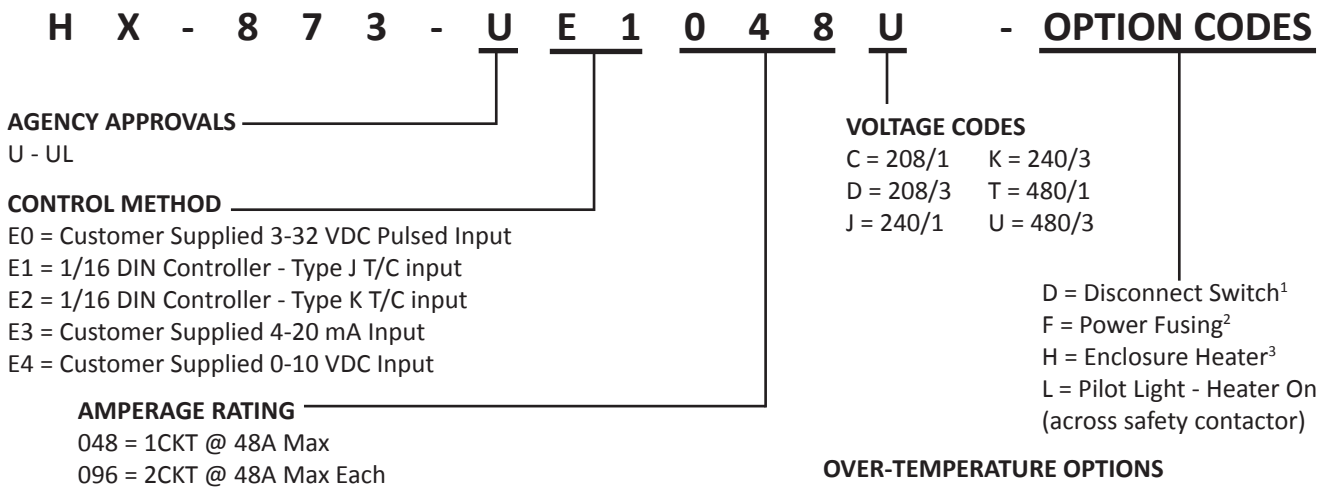 H X - 8 7 3 - U E 1 0 4 8 U - OPTION CODES
AGENCY APPROVALS
U - UL
CONTROL METHOD
E0 = Customer Supplied 3-32 VDC Pulsed Input
E1 = 1/16 DIN Controller - Type J T/C input
E2 = 1/16 DIN Controller - Type K T/C input
E3 = Customer Supplied 4-20 mA Input
E4 = Customer Supplied 0-10 VDC Input
AMPERAGE RATING
048 = 1CKT @ 48A Max
096 = 2CKT @ 48A Max Each
VOLTAGE CODES
C = 208/1 K = 240/3
D = 208/3 T = 480/1
J = 240/1 U = 480/3
D = Disconnect Switch¹
F = Power Fusing²
H = Enclosure Heater³
L = Pilot Light - Heater On
(across safety contactor)
OVER-TEMPERATURE OPTIONS